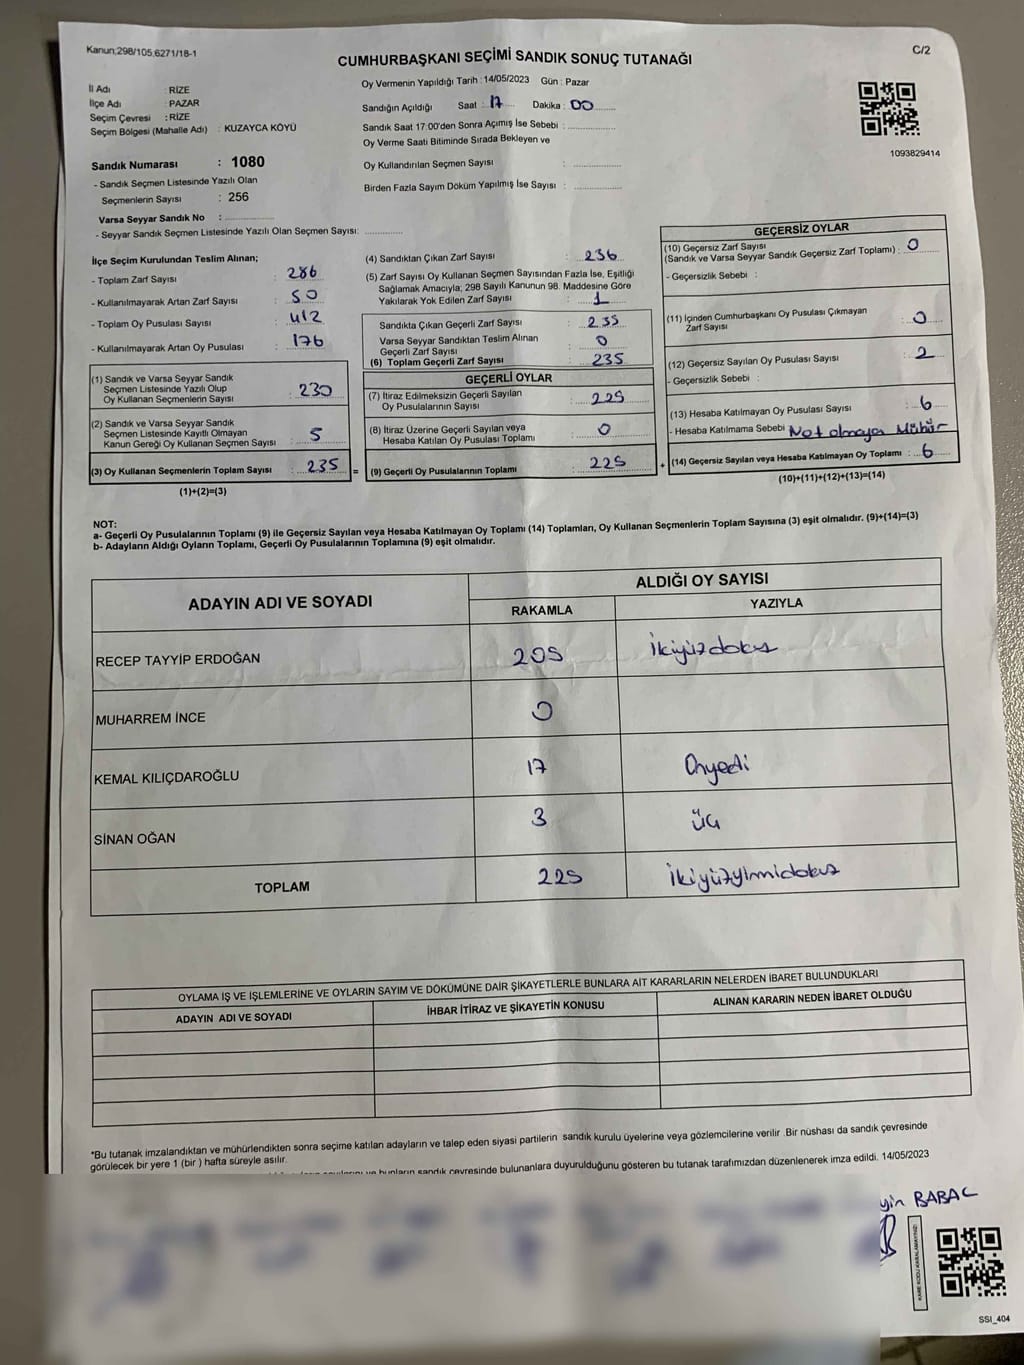 Kanun;298/105;6271/18-1
C/2
CUMHURBAŞKANI SEÇİMİ SANDIK SONUÇ TUTANAĞI
İl Adı : RİZE
İlçe Adı : PAZAR
Seçim Çevresi : RİZE
Seçim Bölgesi (Mahalle Adı) : KUZAYCA KÖYÜ
Sandık Numarası : 1080
- Sandık Seçmen Listesinde Yazılı Olan
Seçmenlerin Sayısı : 256
Varsa Seyyar Sandık No : ..............
- Seyyar Sandık Seçmen Listesinde Yazılı Olan Seçmen Sayısı: ............
Oy Vermenin Yapıldığı Tarih : 14/05/2023 Gün : Pazar
Sandığın Açıldığı Saat : 17 Dakika : 00
Sandık Saat 17:00'den Sonra Açımış İse Sebebi : ..............
Oy Verme Saati Bitiminde Sırada Bekleyen ve
Oy Kullandırılan Seçmen Sayısı : ..............
Birden Fazla Sayım Döküm Yapılmış İse Sayısı : ..............
1093829414
İlçe Seçim Kurulundan Teslim Alınan;
- Toplam Zarf Sayısı : 286
- Kullanılmayarak Artan Zarf Sayısı : 50
- Toplam Oy Pusulası Sayısı : 412
- Kullanılmayarak Artan Oy Pusulası : 176
(1) Sandık ve Varsa Seyyar Sandık
Seçmen Listesinde Yazılı Olup
Oy Kullanan Seçmenlerin Sayısı : 230
(2) Sandık ve Varsa Seyyar Sandık
Seçmen Listesinde Kayıtlı Olmayan
Kanun Gereği Oy Kullanan Seçmen Sayısı : 5
(3) Oy Kullanan Seçmenlerin Toplam Sayısı : 235 =
(1)+(2)=(3)
(4) Sandıktan Çıkan Zarf Sayısı : 236
(5) Zarf Sayısı Oy Kullanan Seçmen Sayısından Fazla İse, Eşitliği
Sağlamak Amacıyla; 298 Sayılı Kanunun 98. Maddesine Göre
Yakılarak Yok Edilen Zarf Sayısı : 1
Sandıkta Çıkan Geçerli Zarf Sayısı : 235
Varsa Seyyar Sandıktan Teslim Alınan
Geçerli Zarf Sayısı : 0
(6) Toplam Geçerli Zarf Sayısı : 235
GEÇERLİ OYLAR
(7) İtiraz Edilmeksizin Geçerli Sayılan
Oy Pusulalarının Sayısı : 229
(8) İtiraz Üzerine Geçerli Sayılan veya
Hesaba Katılan Oy Pusulası Toplamı : 0
(9) Geçerli Oy Pusulalarının Toplamı : 229 +
GEÇERSİZ OYLAR
(10) Geçersiz Zarf Sayısı
(Sandık ve Varsa Seyyar Sandık Geçersiz Zarf Toplamı) : 0
- Geçersizlik Sebebi :
(11) İçinden Cumhurbaşkanı Oy Pusulası Çıkmayan
Zarf Sayısı : 0
(12) Geçersiz Sayılan Oy Pusulası Sayısı : 2
- Geçersizlik Sebebi :
(13) Hesaba Katılmayan Oy Pusulası Sayısı : 6
- Hesaba Katılmama Sebebi Net olmayan Mühür
(14) Geçersiz Sayılan veya Hesaba Katılmayan Oy Toplamı : 6
(10)+(11)+(12)+(13)=(14)
NOT:
a- Geçerli Oy Pusulalarının Toplamı (9) ile Geçersiz Sayılan veya Hesaba Katılmayan Oy Toplamı (14) Toplamları, Oy Kullanan Seçmenlerin Toplam Sayısına (3) eşit olmalıdır. (9)+(14)=(3)
b- Adayların Aldığı Oyların Toplamı, Geçerli Oy Pusulalarının Toplamına (9) eşit olmalıdır.
ADAYIN ADI VE SOYADI
ALDIĞI OY SAYISI
RAKAMLA YAZIYLA
RECEP TAYYİP ERDOĞAN 209 İkiyüzdokuz
MUHARREM İNCE 0
KEMAL KILIÇDAROĞLU 17 Onyedi
SİNAN OĞAN 3 üç
TOPLAM 229 İkiyüzyirmidokuz
OYLAMA İŞ VE İŞLEMLERİNE VE OYLARIN SAYIM VE DÖKÜMÜNE DAİR ŞİKAYETLERLE BUNLARA AİT KARARLARIN NELERDEN İBARET BULUNDUKLARI
ADAYIN ADI VE SOYADI İHBAR İTİRAZ VE ŞİKAYETİN KONUSU ALINAN KARARIN NEDEN İBARET OLDUĞU
*Bu tutanak imzalandıktan ve mühürlendikten sonra seçime katılan adayların ve talep eden siyasi partilerin sandık kurulu üyelerine veya gözlemcilerine verilir .Bir nüshası da sandık çevresinde
görülecek bir yere 1 (bir ) hafta süreyle asılır.
bunların sandık çevresinde bulunanlara duyurulduğunu gösteren bu tutanak tarafımızdan düzenlenerek imza edildi. 14/05/2023
yin BABAC
KARE KODU KARALAMAYINIZ!
SSI_404